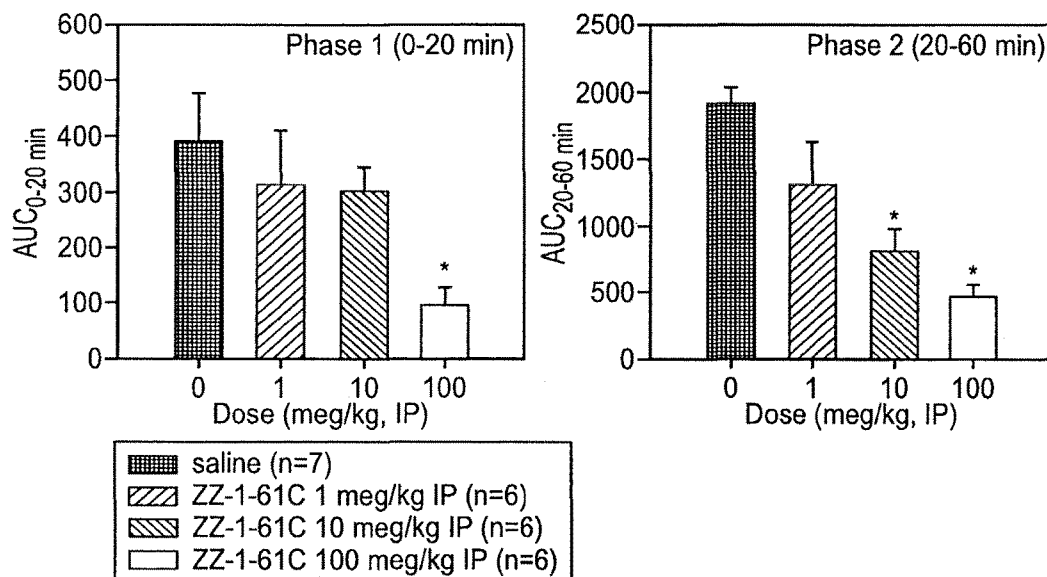 Phase 1 (0-20 min)
600
500
400
300
200
100
0
AUC0-20 min
*
0 1 10 100
Dose (meg/kg, IP)
Phase 2 (20-60 min)
2500
2000
1500
1000
500
0
AUC20-60 min
*
*
0 1 10 100
Dose (meg/kg, IP)
saline (n=7)
ZZ-1-61C 1 meg/kg IP (n=6)
ZZ-1-61C 10 meg/kg IP (n=6)
ZZ-1-61C 100 meg/kg IP (n=6)